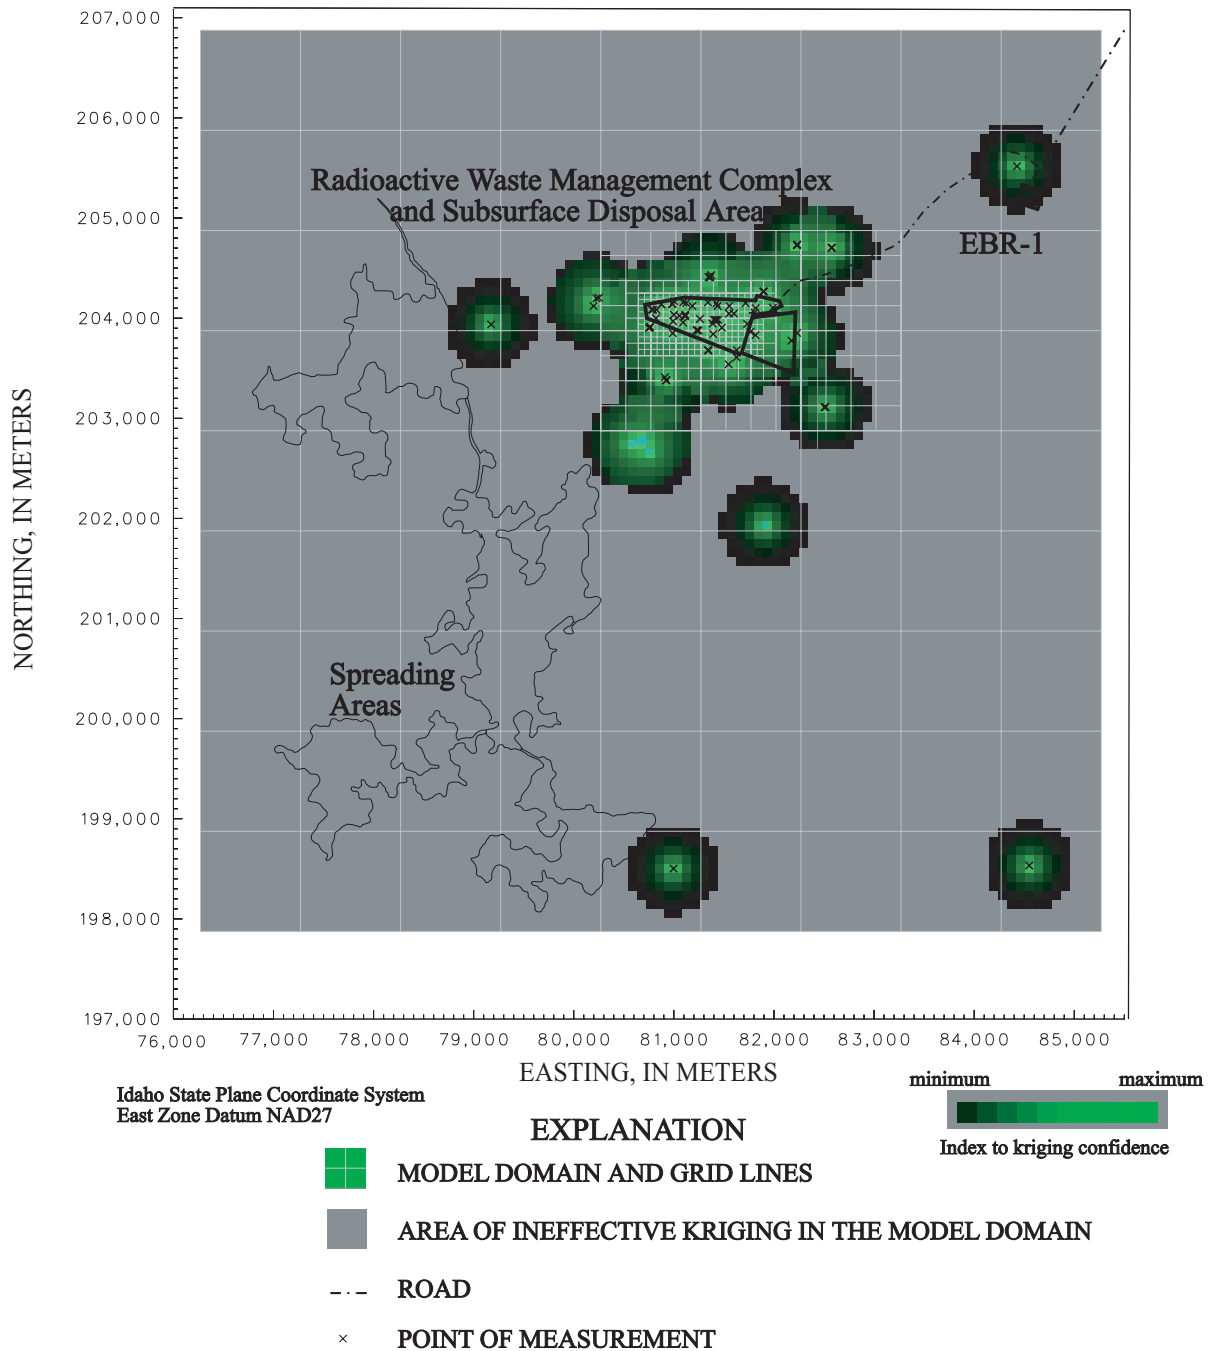 207,000
206,000
205,000
204,000
203,000
202,000
201,000
200,000
199,000
198,000
197,000
NORTHING, IN METERS
Radioactive Waste Management Complex
and Subsurface Disposal Area
EBR-1
Spreading
Areas
76,000 77,000 78,000 79,000 80,000 81,000 82,000 83,000 84,000 85,000
EASTING, IN METERS
Idaho State Plane Coordinate System
East Zone Datum NAD27
minimum maximum
Index to kriging confidence
EXPLANATION
MODEL DOMAIN AND GRID LINES
AREA OF INEFFECTIVE KRIGING IN THE MODEL DOMAIN
ROAD
POINT OF MEASUREMENT